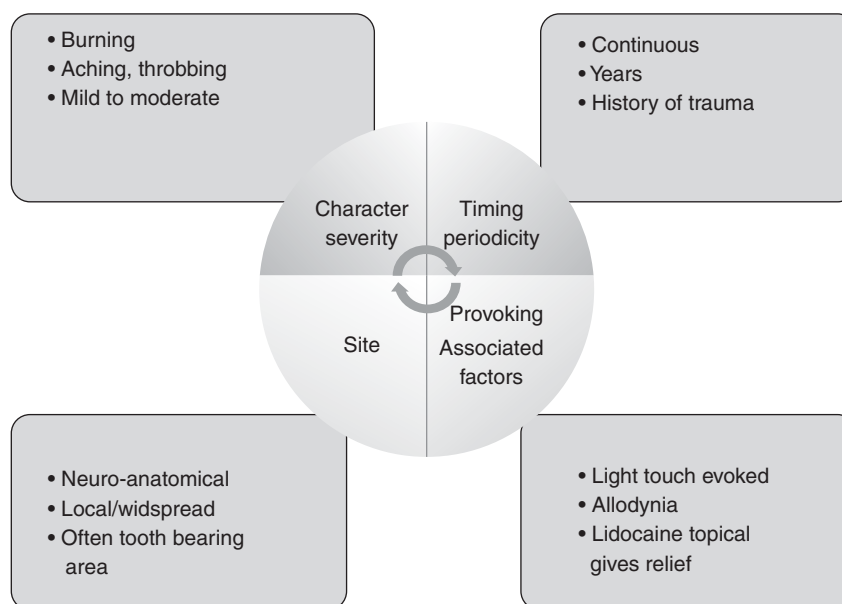 • Burning
• Aching, throbbing
• Mild to moderate
• Continuous
• Years
• History of trauma
Character
severity
Timing
periodicity
Site
Provoking
Associated
factors
• Neuro-anatomical
• Local/widspread
• Often tooth bearing
area
• Light touch evoked
• Allodynia
• Lidocaine topical
gives relief